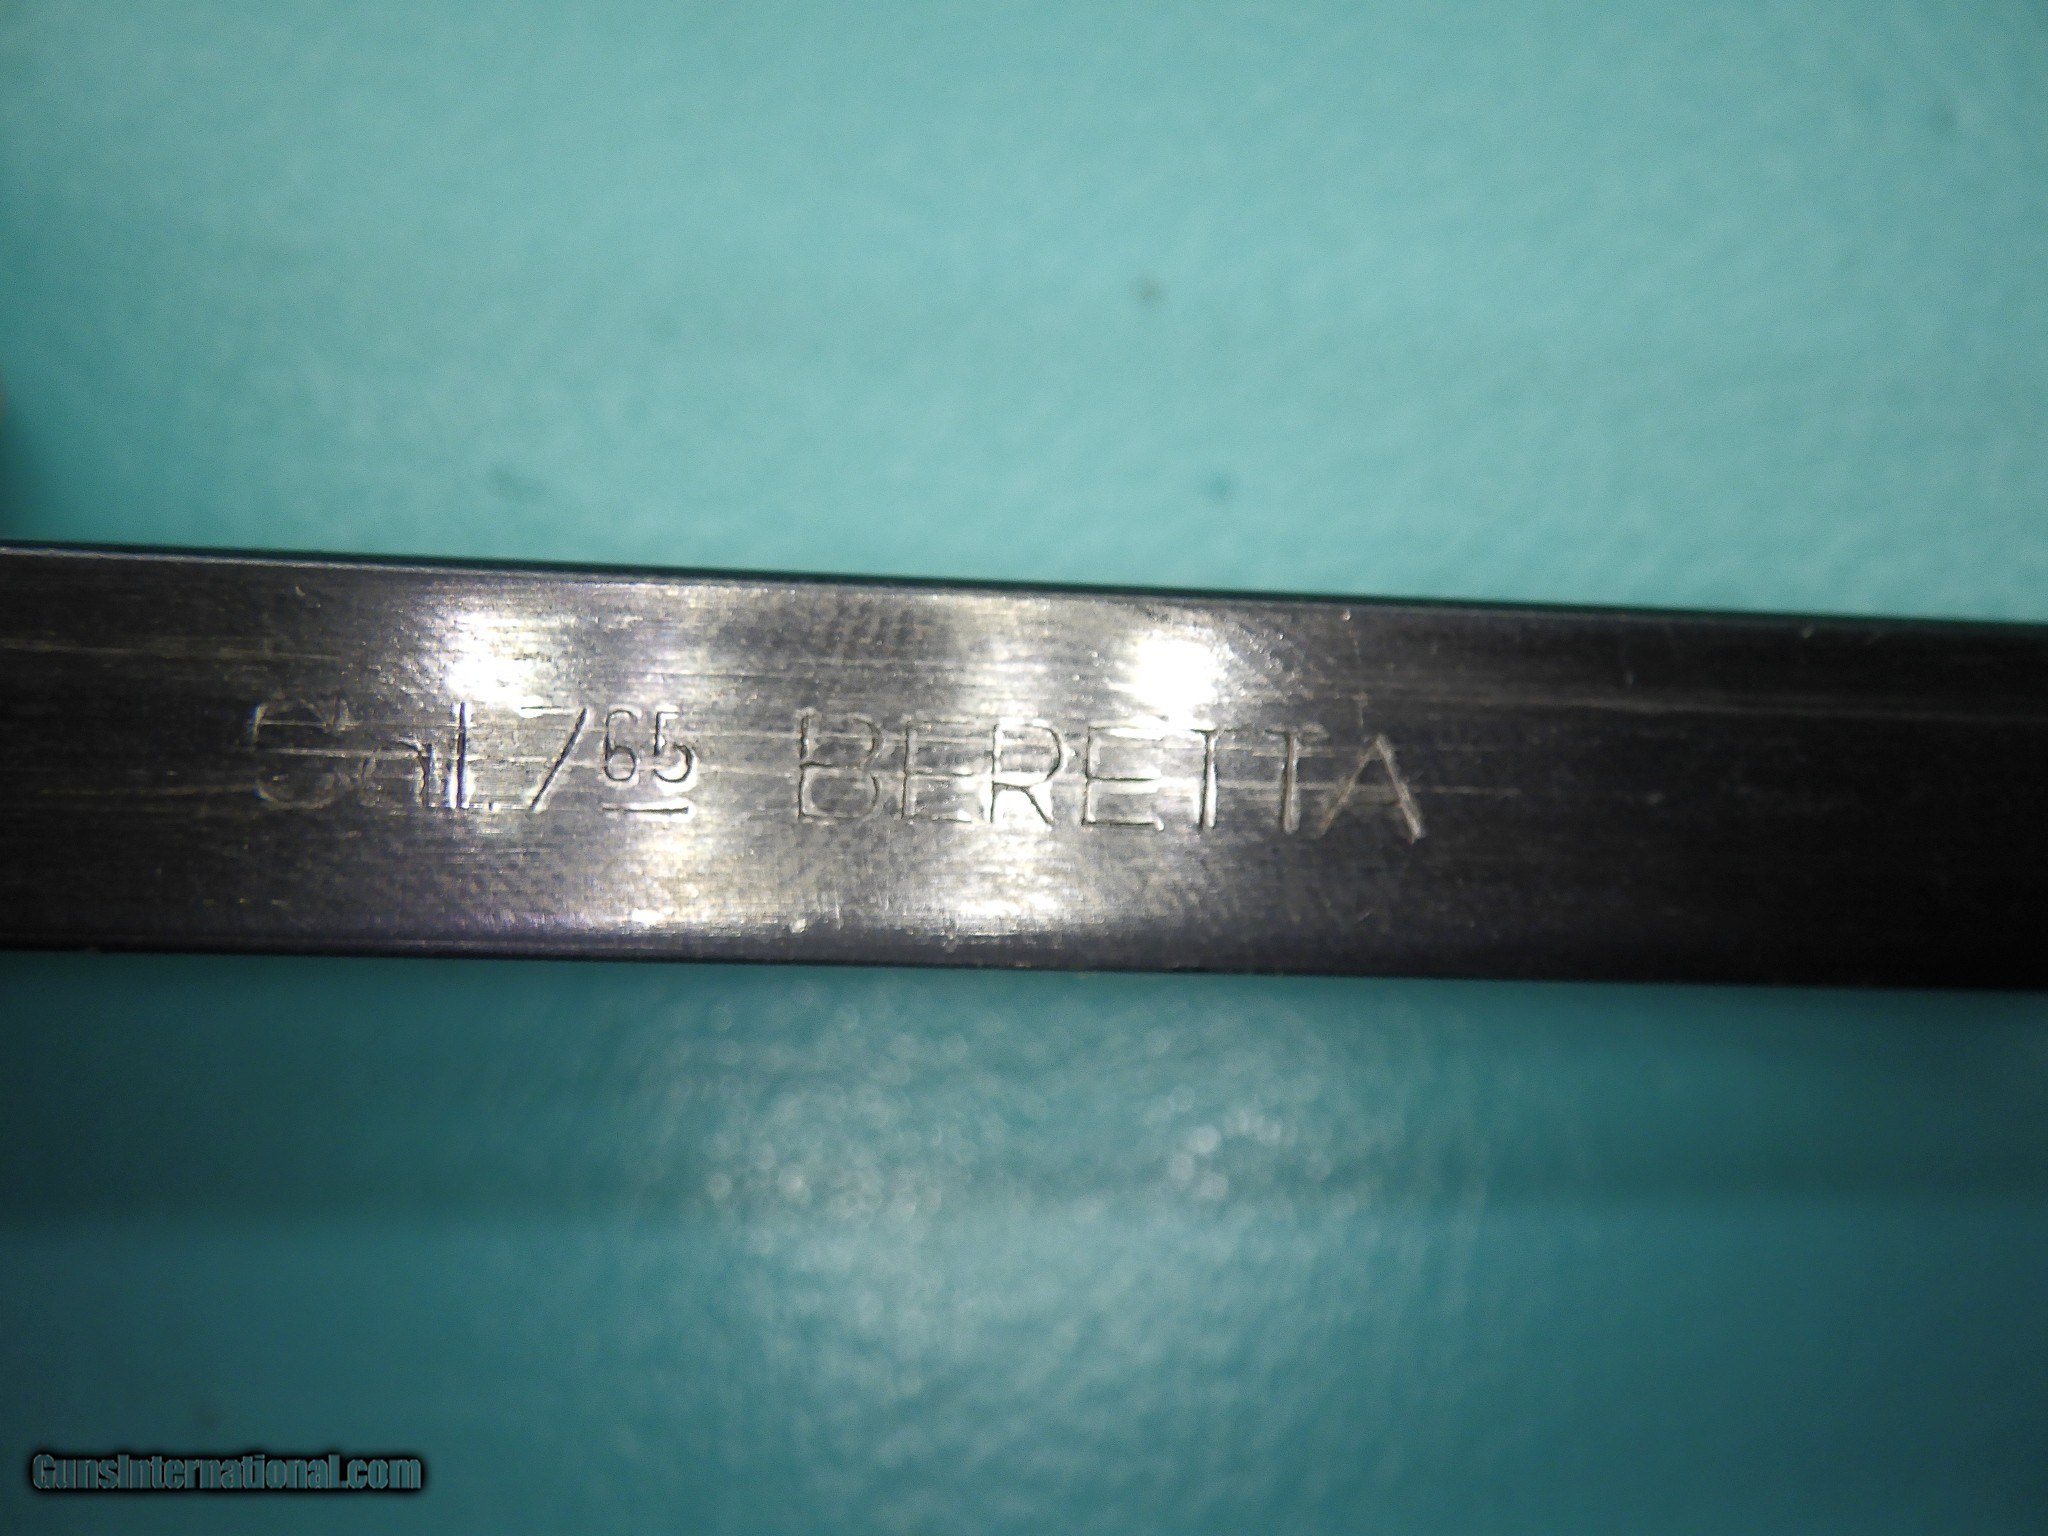 Cal. 7 65 BERETTA
GunsInternational.com